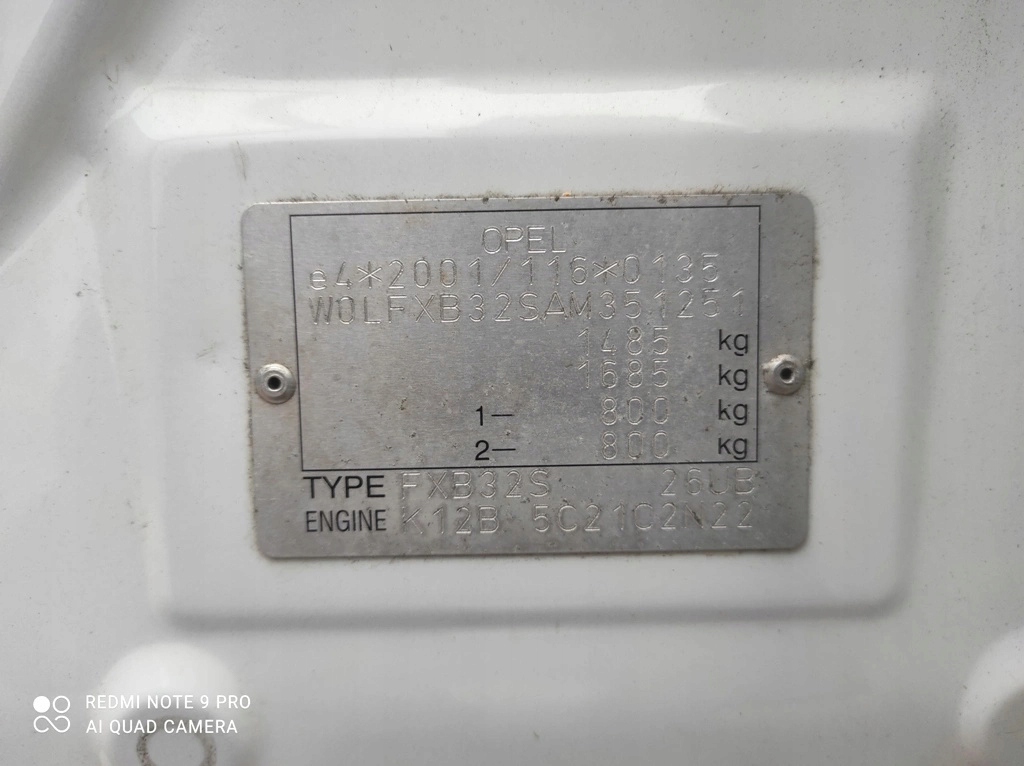 OPEL
e4*2001/116*0135
W0LFXB32SAM351251
1485 kg
1685 kg
1— 800 kg
2— 800 kg
TYPE FXB32S 26UB
ENGINE K12B
REDMI NOTE 9 PRO
AI QUAD CAMERA